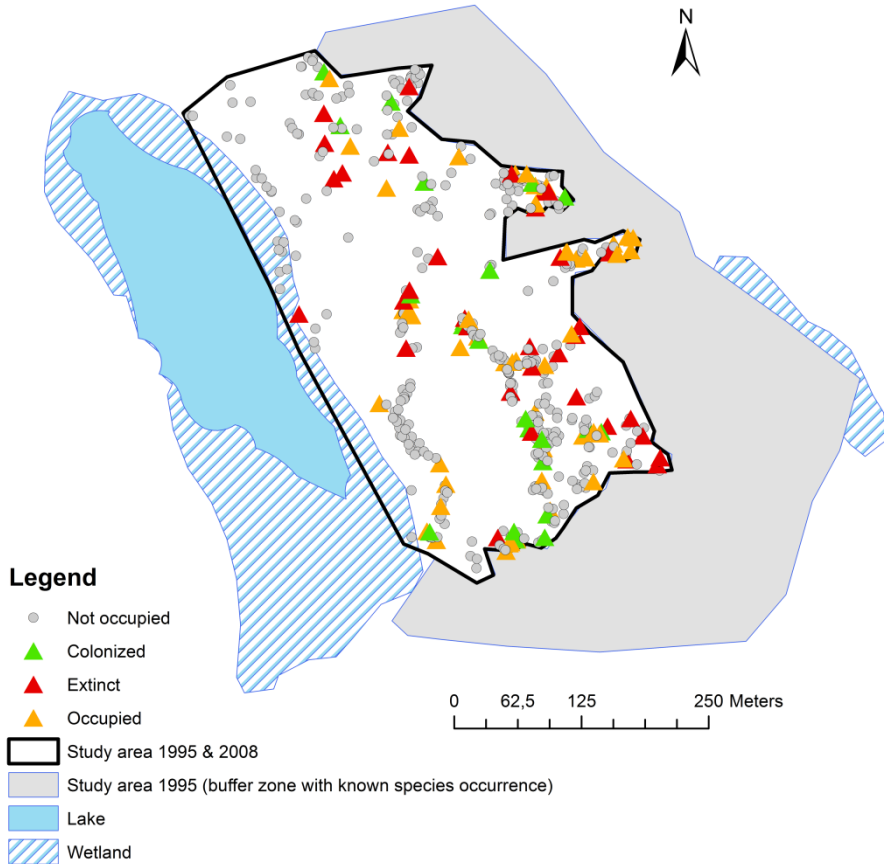 N
Legend
Not occupied
Colonized
Extinct
Occupied
Study area 1995 & 2008
Study area 1995 (buffer zone with known species occurrence)
Lake
Wetland
0 62,5 125 250 Meters